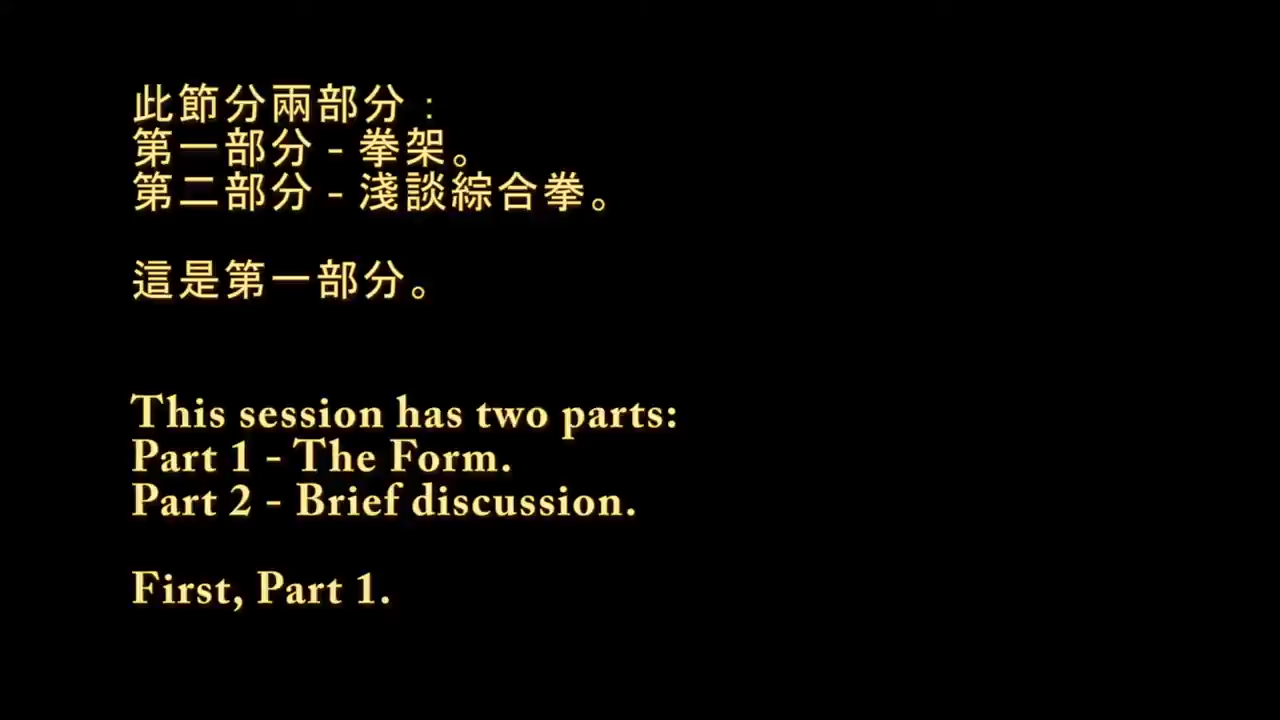 此節分兩部分：
第一部分 - 拳架。
第二部分 - 淺談綜合拳。
這是第一部分。
This session has two parts:
Part 1 - The Form.
Part 2 - Brief discussion.
First, Part 1.